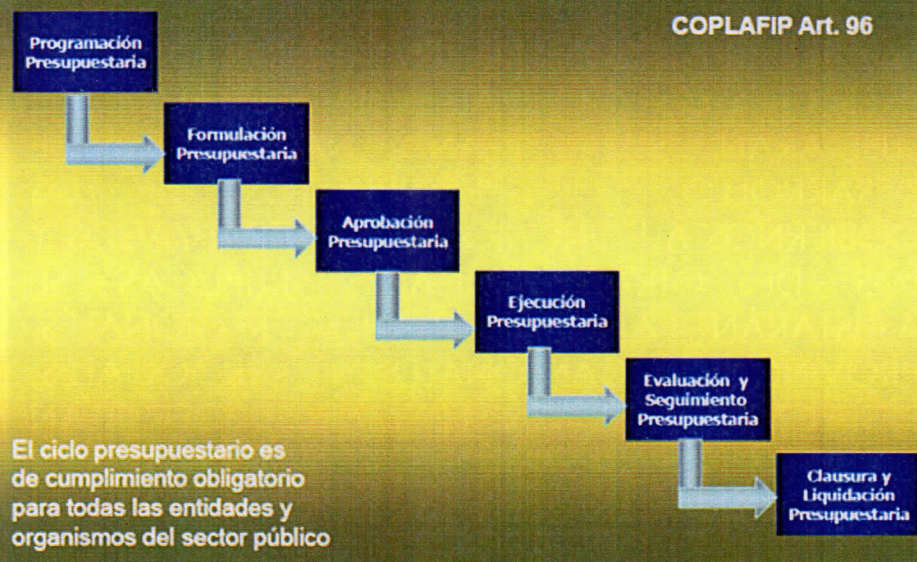 COPLAFIP Art. 96
Programación
Presupuestaria
Formulación
Presupuestaria
Aprobación
Presupuestaria
Ejecución
Presupuestaria
Evaluación y
Seguimiento
Presupuestaria
Clausura y
Liquidación
Presupuestaria
El ciclo presupuestario es
de cumplimiento obligatorio
para todas las entidades y
organismos del sector público